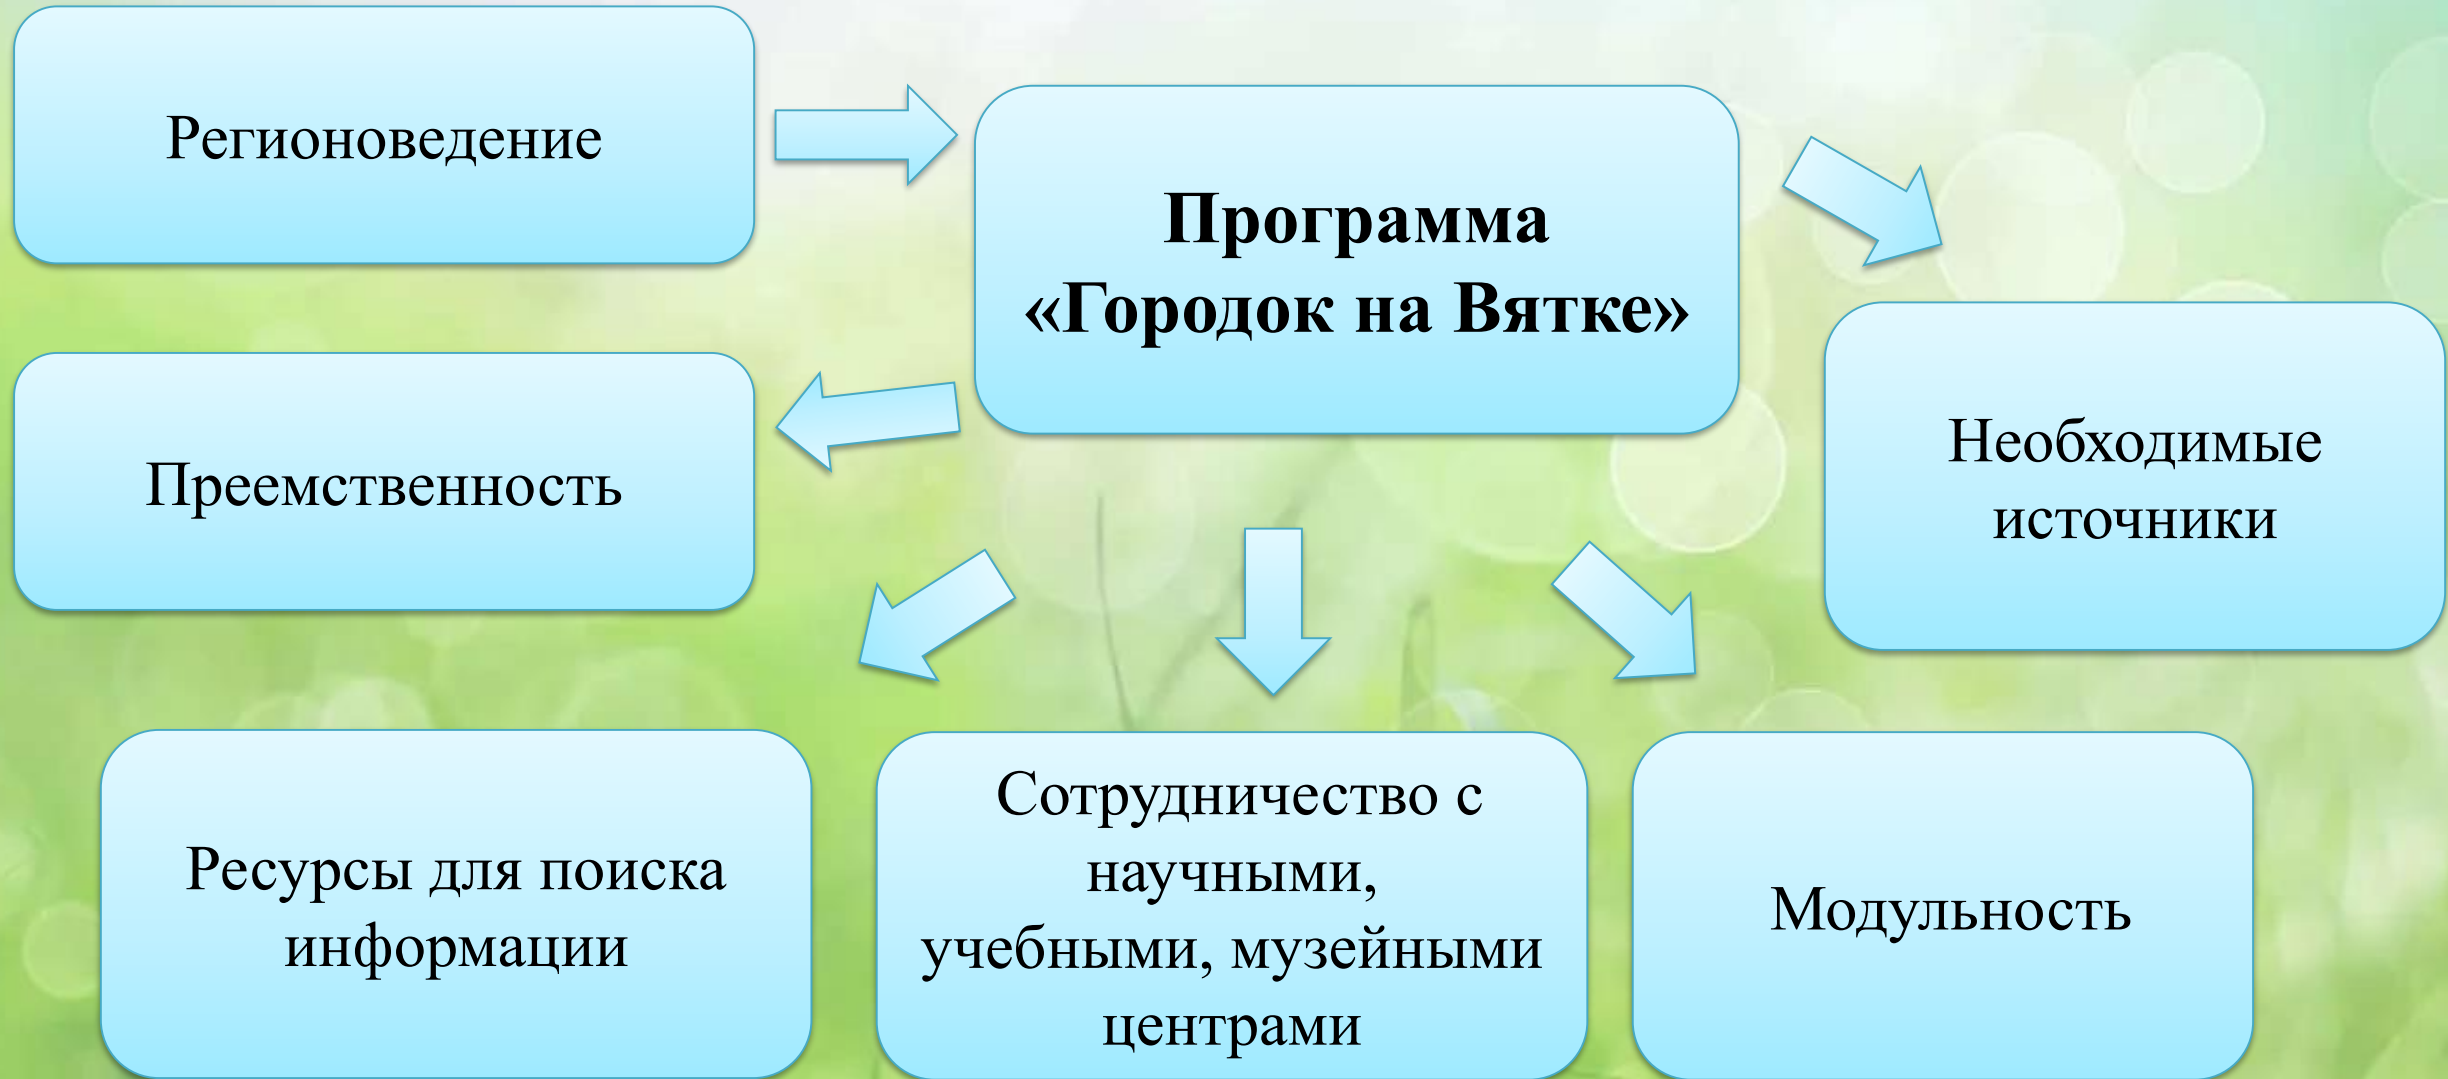 Регионоведение
Программа
«Городок на Вятке»
Преемственность
Необходимые
источники
Ресурсы для поиска
информации
Сотрудничество с
научными,
учебными, музейными
центрами
Модульность